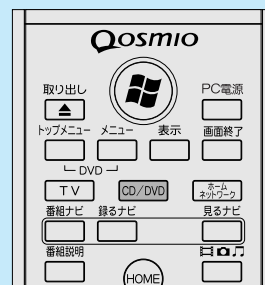 Qosmio
取り出し PC電源
トップメニュー メニュー 表示 画面終了
DVD
TV CD/DVD ホームネットワーク
番組ナビ 録るナビ 見るナビ
番組説明
HOME